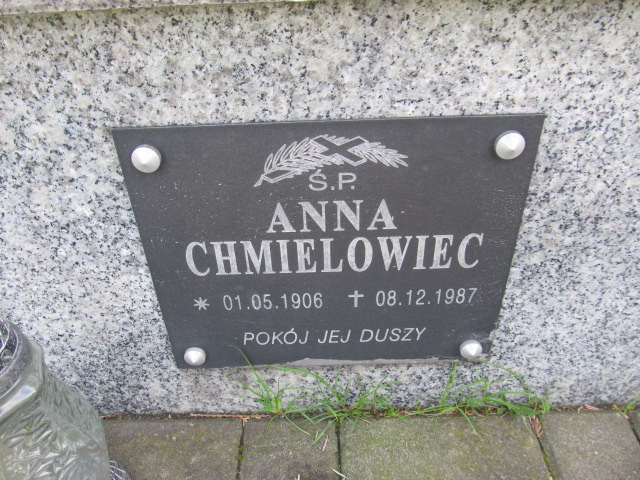 Ś.P.
ANNA
CHMIELOWIEC
* 01.05.1906 † 08.12.1987
POKÓJ JEJ DUSZY